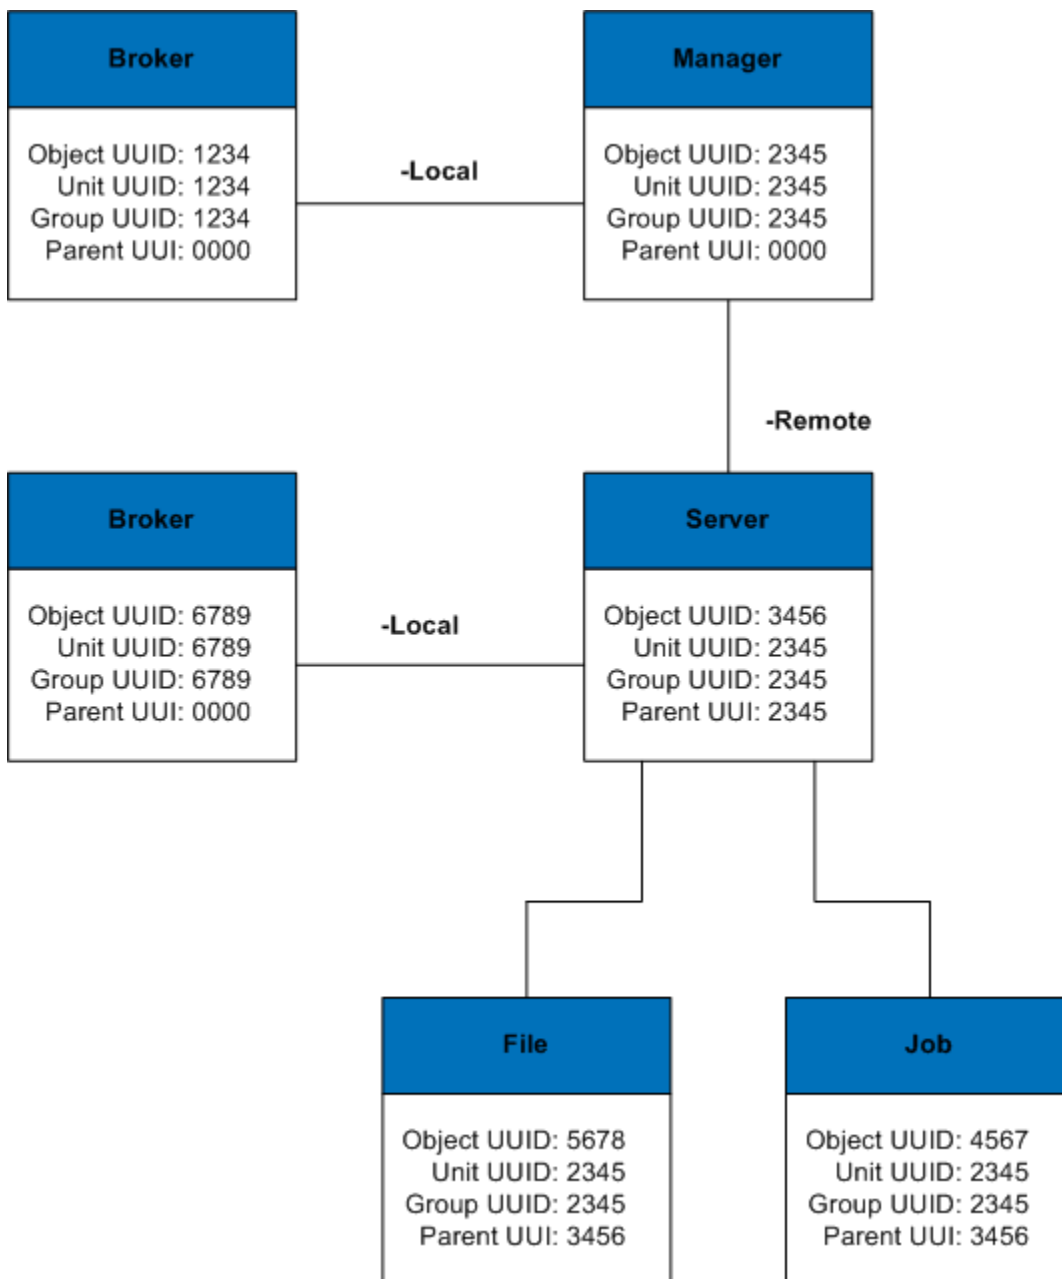 Broker
Object UUID: 1234
Unit UUID: 1234
Group UUID: 1234
Parent UUI: 0000
-Local
Manager
Object UUID: 2345
Unit UUID: 2345
Group UUID: 2345
Parent UUI: 0000
-Remote
Broker
Object UUID: 6789
Unit UUID: 6789
Group UUID: 6789
Parent UUI: 0000
-Local
Server
Object UUID: 3456
Unit UUID: 2345
Group UUID: 2345
Parent UUI: 2345
File
Object UUID: 5678
Unit UUID: 2345
Group UUID: 2345
Parent UUI: 3456
Job
Object UUID: 4567
Unit UUID: 2345
Group UUID: 2345
Parent UUI: 3456